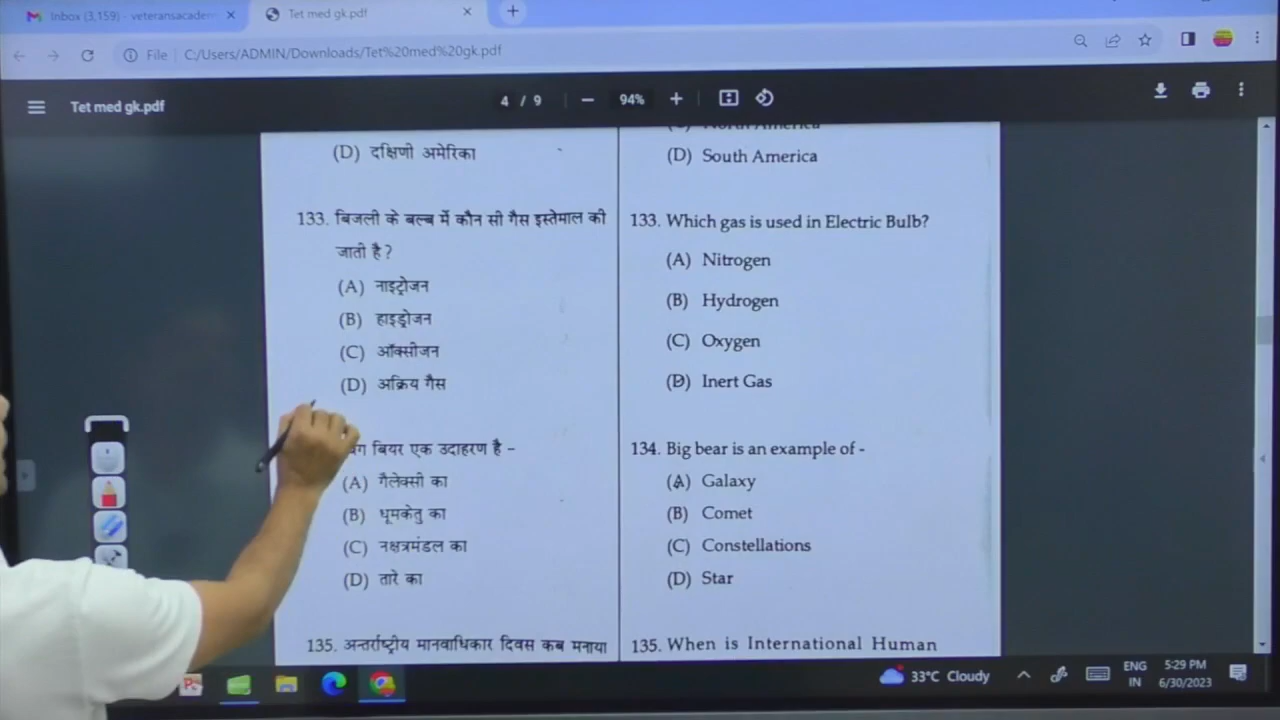 Inbox (3,159) - veteransacadem
Tet med gk.pdf
File C:/Users/ADMIN/Downloads/Tet%20med%20gk.pdf
Tet med gk.pdf
4 / 9
94%
(D) दक्षिणी अमेरिका
133. बिजली के बल्ब में कौन सी गैस इस्तेमाल की
जाती है?
(A) नाइट्रोजन
(B) हाइड्रोजन
(C) ऑक्सीजन
(D) अक्रिय गैस
बियर एक उदाहरण है -
(A) गैलेक्सी का
(B) धूमकेतु का
(C) नक्षत्रमंडल का
(D) तारे का
135. अन्तर्राष्ट्रीय मानवाधिकार दिवस कब मनाया
North America
(D) South America
133. Which gas is used in Electric Bulb?
(A) Nitrogen
(B) Hydrogen
(C) Oxygen
(D) Inert Gas
134. Big bear is an example of -
(A) Galaxy
(B) Comet
(C) Constellations
(D) Star
135. When is International Human
33°C Cloudy
ENG
IN
5:29 PM
6/30/2023